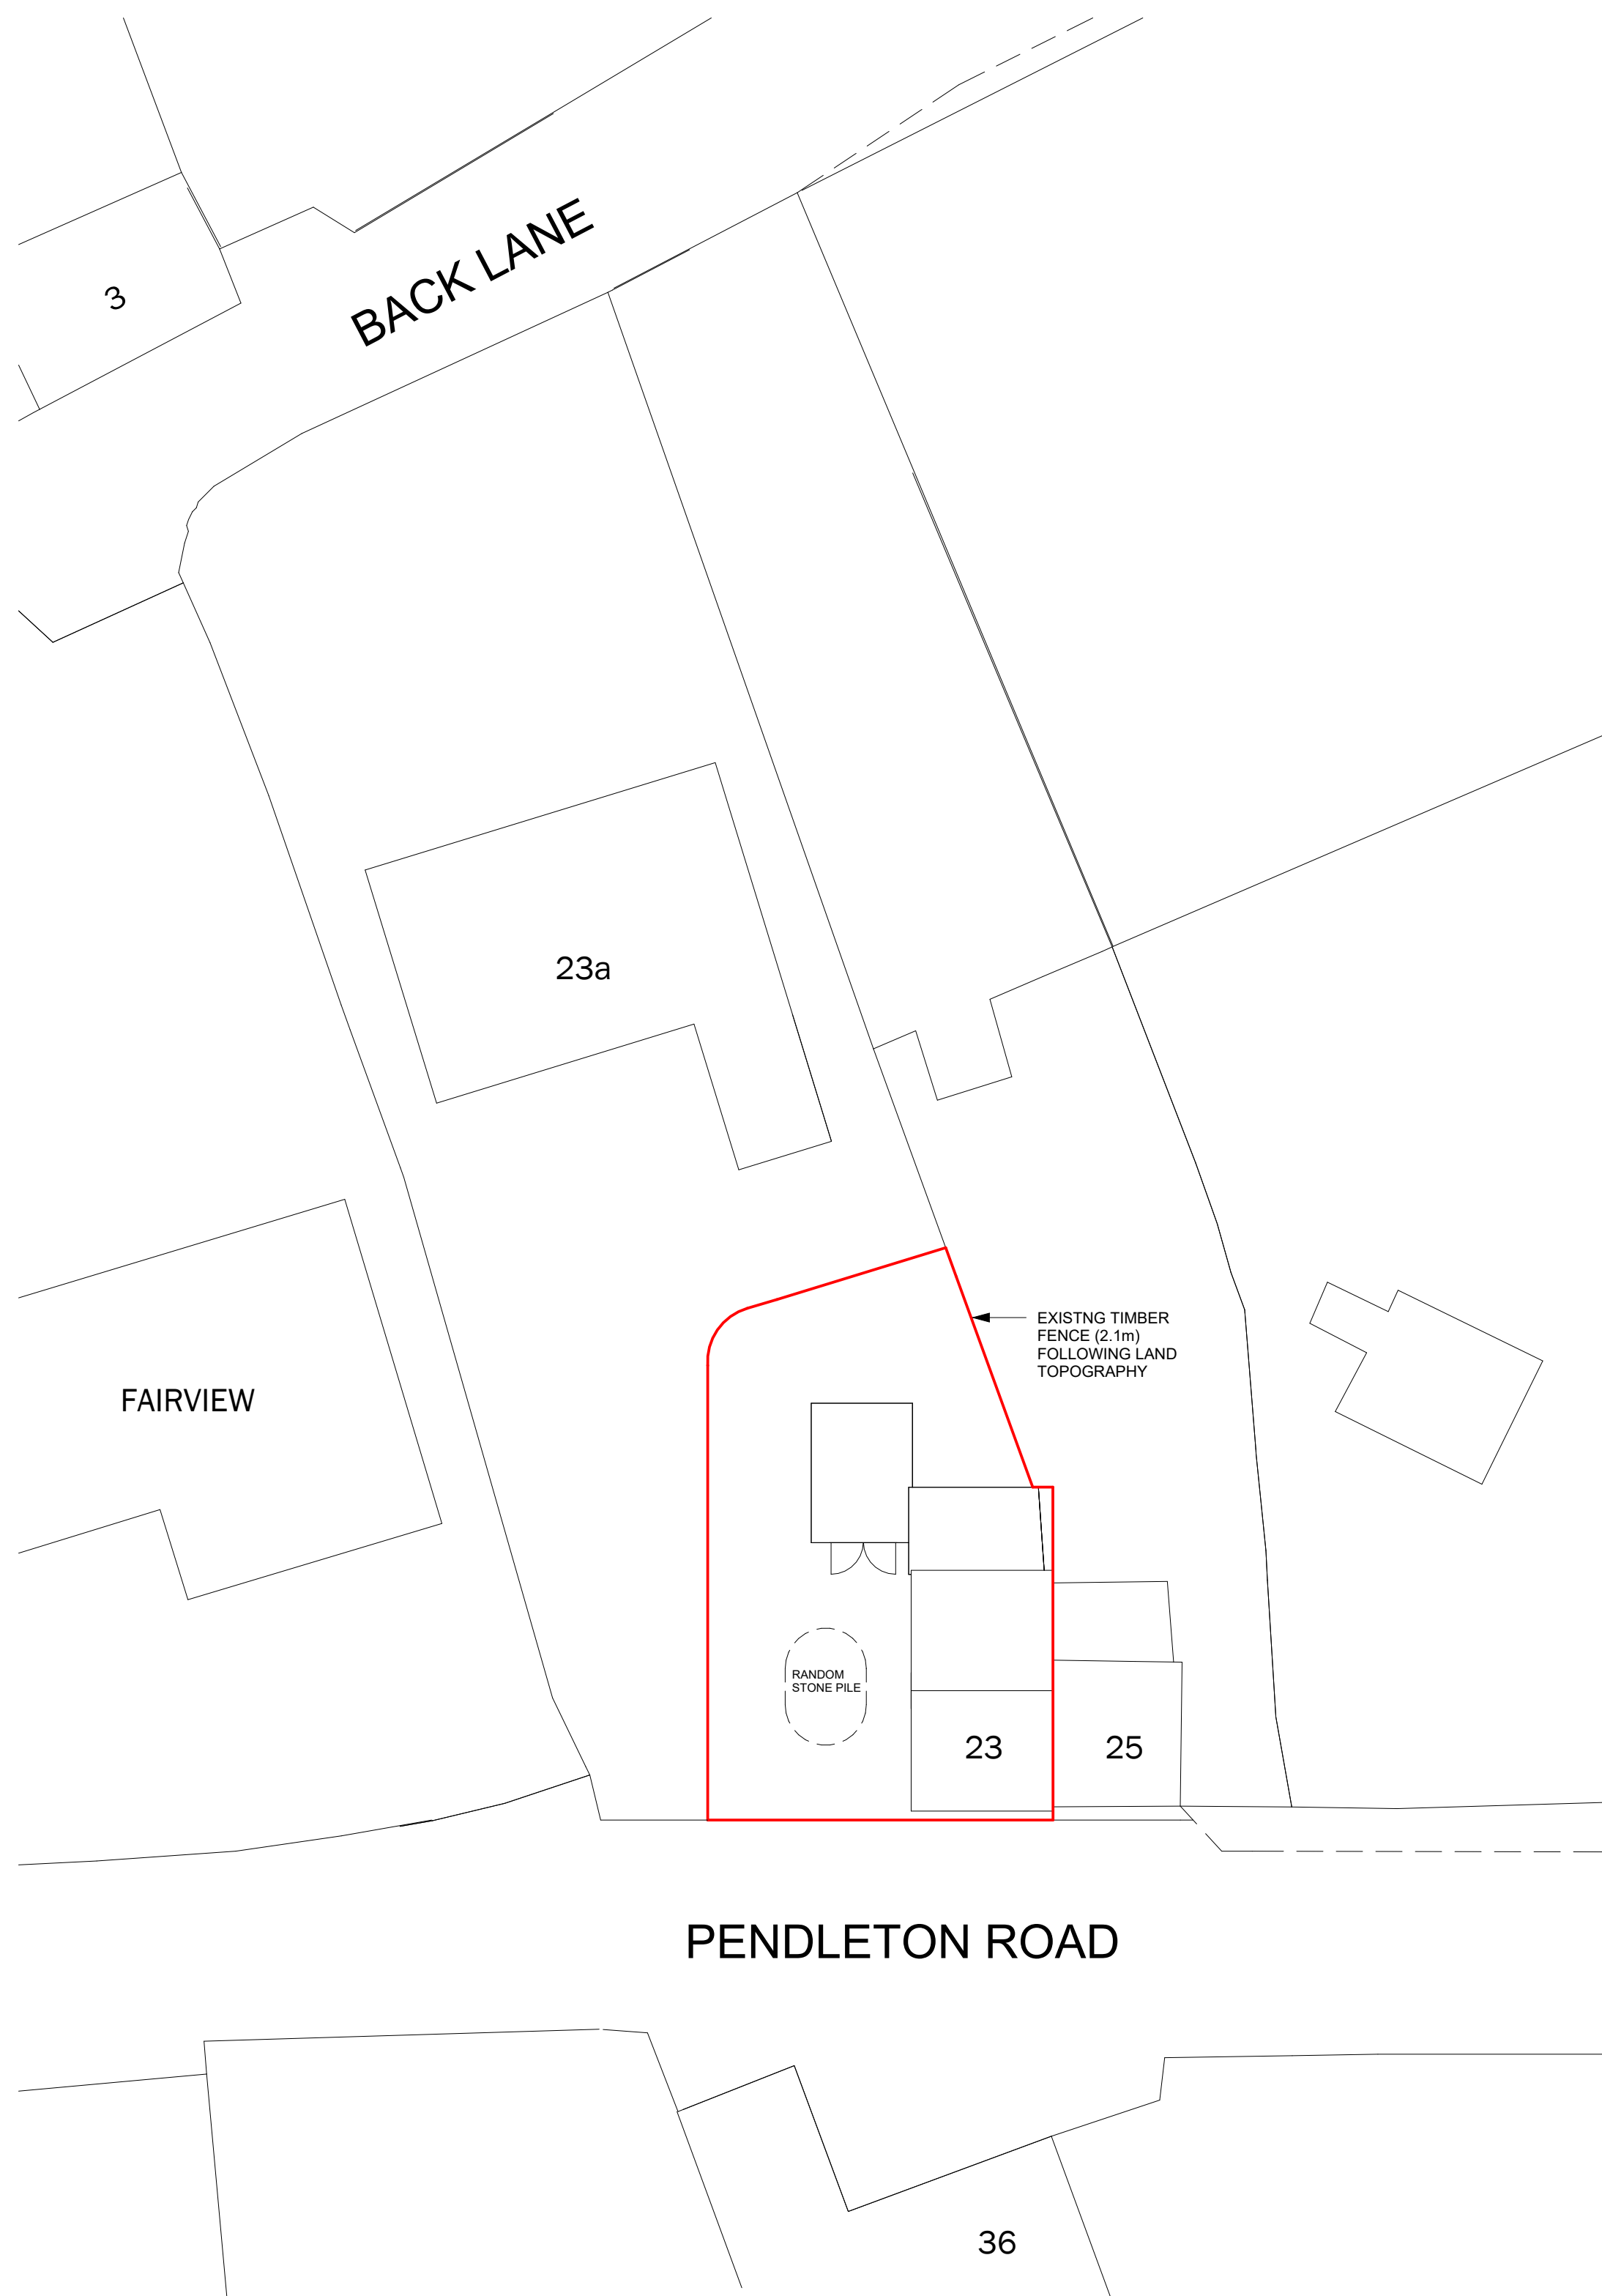 BACK LANE
3
23a
EXISTNG TIMBER
FENCE (2.1m)
FOLLOWING LAND
TOPOGRAPHY
FAIRVIEW
RANDOM
STONE PILE
23
25
PENDLETON ROAD
36